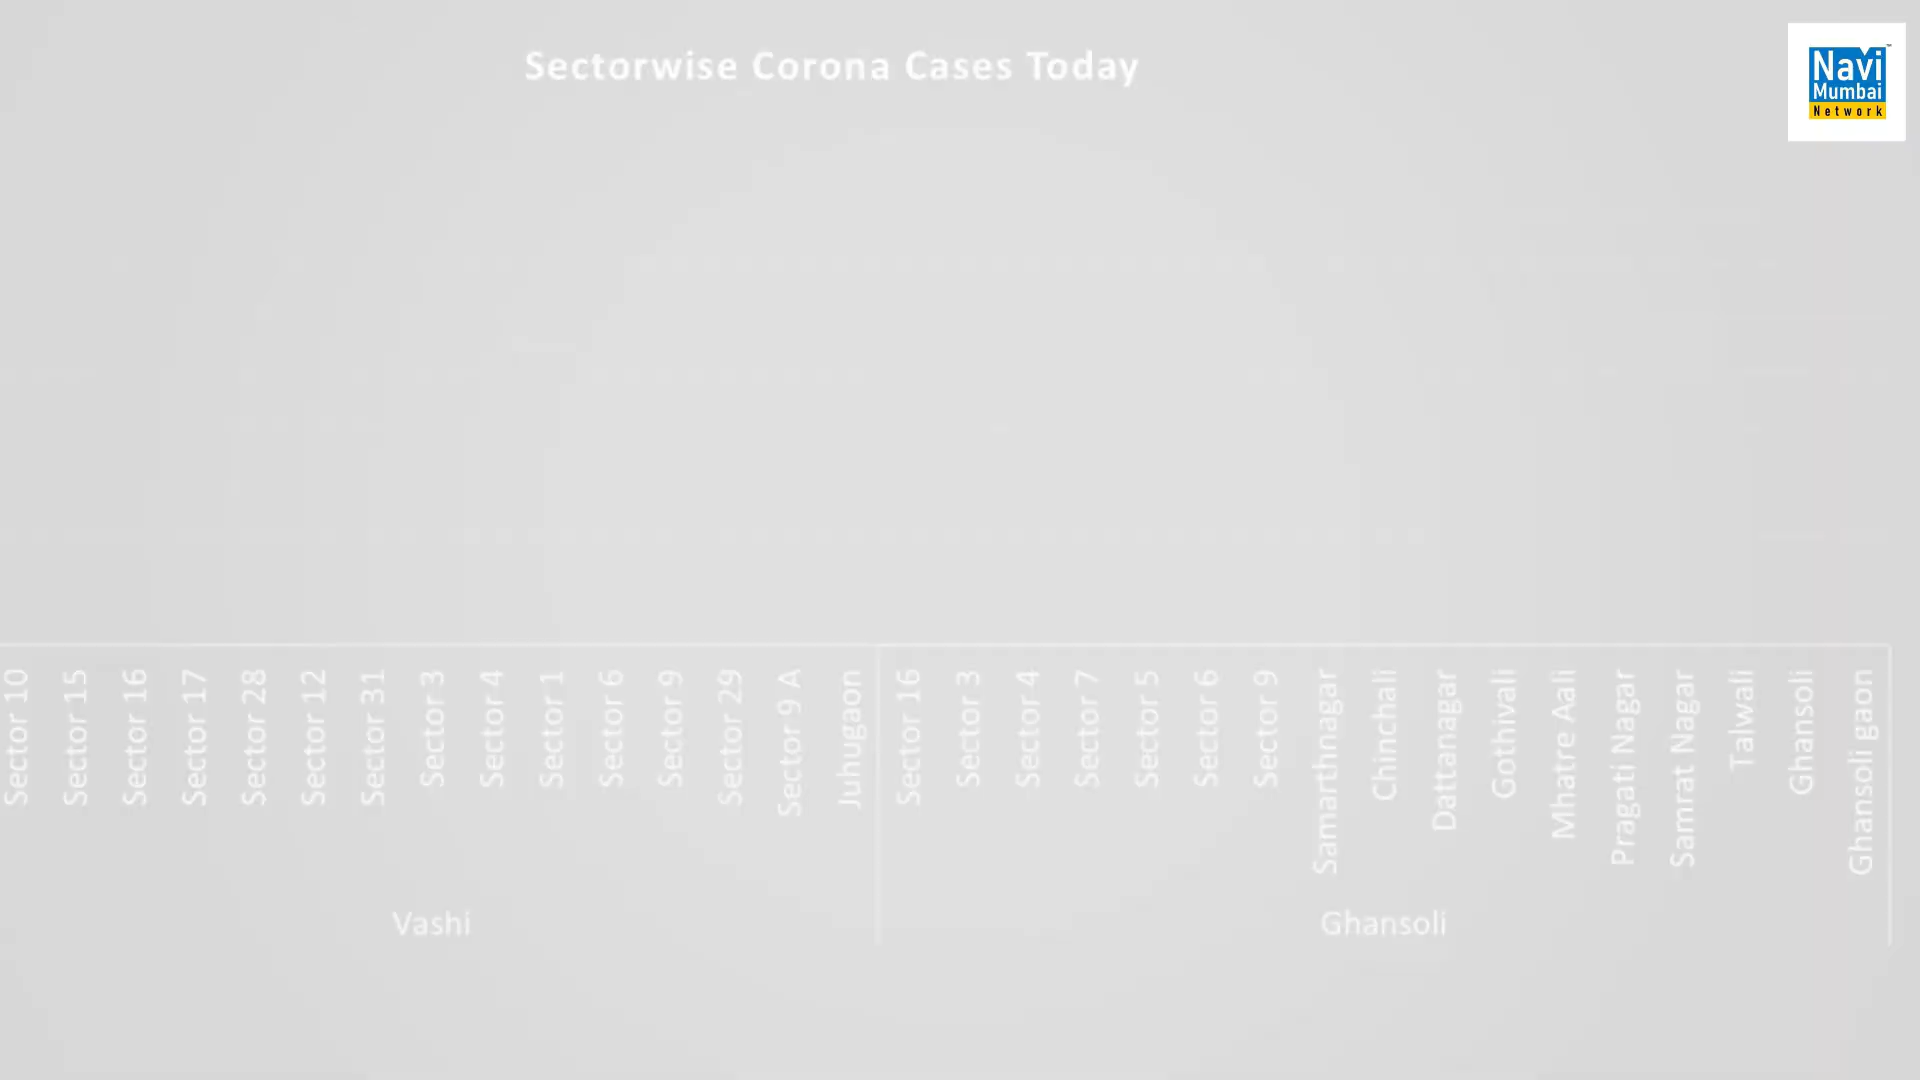 Sectorwise Corona Cases Today
Navi
Mumbai
Network
Sector 10
Sector 15
Sector 16
Sector 17
Sector 28
Sector 12
Sector 31
Sector 3
Sector 4
Sector 1
Sector 6
Sector 9
Sector 29
Sector 9 A
Juhugaon
Sector 16
Sector 3
Sector 4
Sector 7
Sector 5
Sector 6
Sector 9
Samarthnagar
Chinchali
Dattanagar
Gothivali
Mhatre Aali
Pragati Nagar
Samrat Nagar
Talwali
Ghansoli
Ghansoli gaon
Vashi
Ghansoli